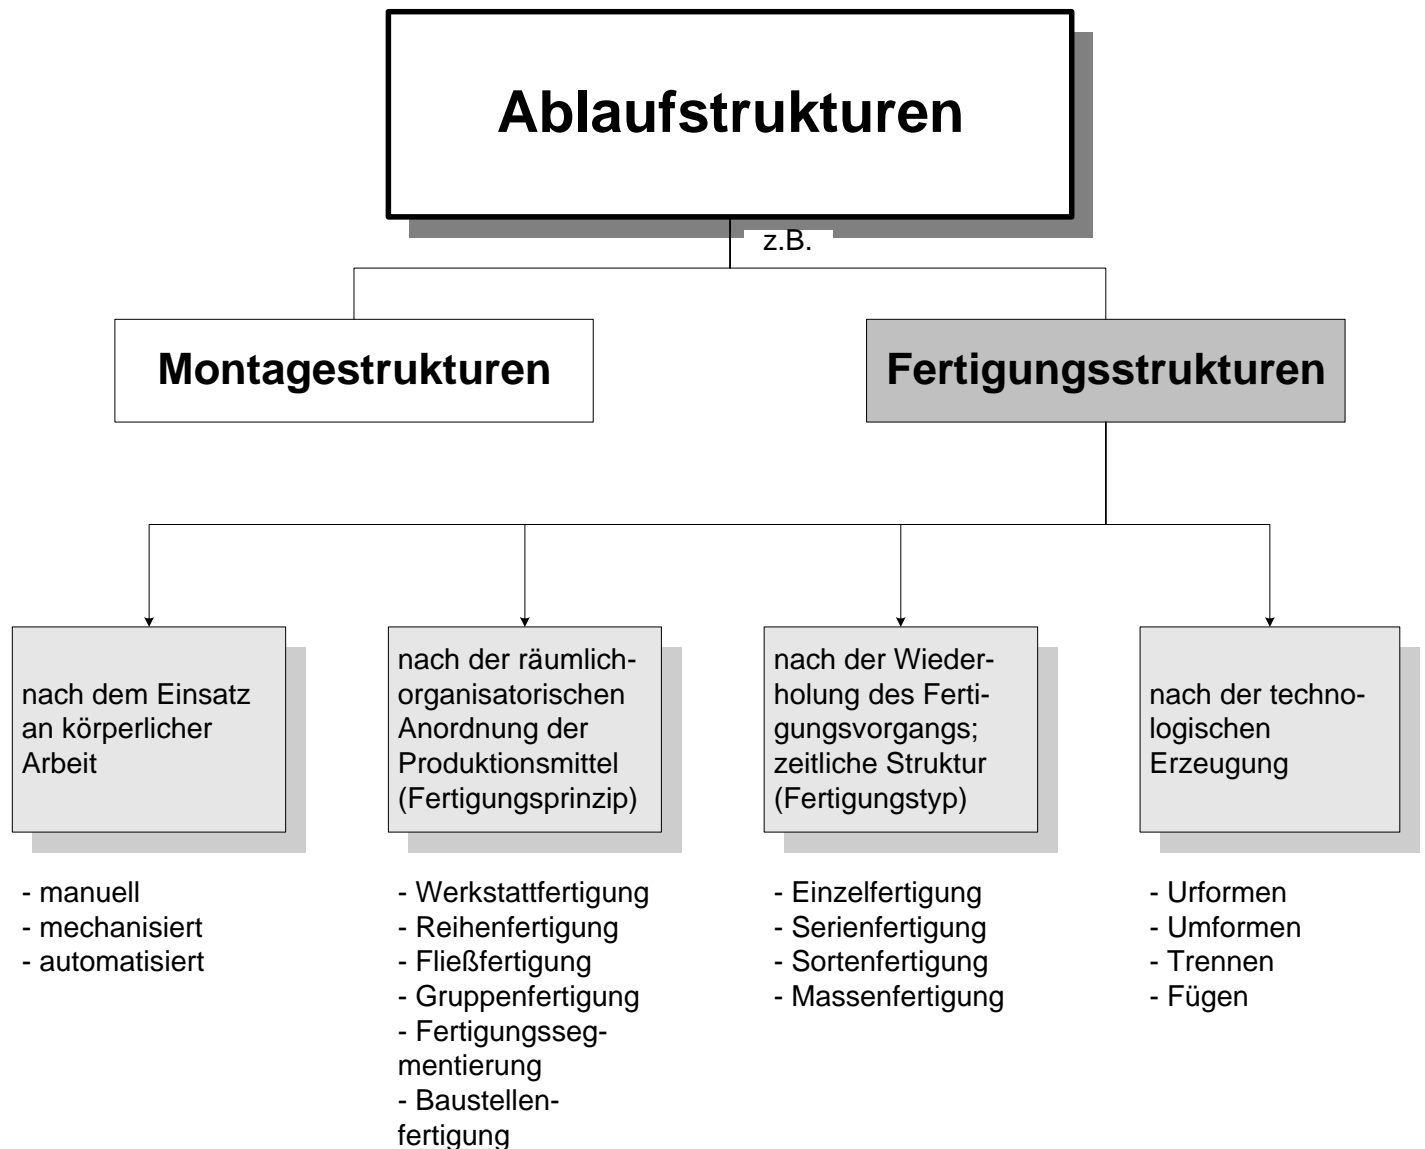 Ablaufstrukturen
z.B.
Montagestrukturen
Fertigungsstrukturen
nach dem Einsatz
an körperlicher
Arbeit
- manuell
- mechanisiert
- automatisiert
nach der räumlich-
organisatorischen
Anordnung der
Produktionsmittel
(Fertigungsprinzip)
- Werkstattfertigung
- Reihenfertigung
- Fließfertigung
- Gruppenfertigung
- Fertigungsseg-
mentierung
- Baustellen-
fertigung
nach der Wieder-
holung des Ferti-
gungsvorgangs;
zeitliche Struktur
(Fertigungstyp)
- Einzelfertigung
- Serienfertigung
- Sortenfertigung
- Massenfertigung
nach der techno-
logischen
Erzeugung
- Urformen
- Umformen
- Trennen
- Fügen